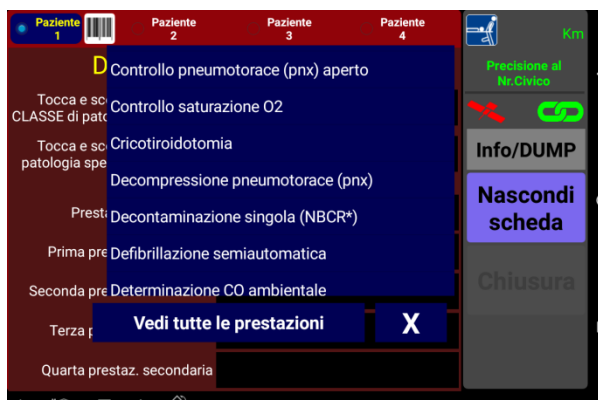 Paziente
1
Paziente
2
Paziente
3
Paziente
4
Km
Precisione al
Nr.Civico
D
Controllo pneumotorace (pnx) aperto
Tocca e sc
CLASSE di pato
Controllo saturazione O2
Tocca e sc
patologia spe
Cricotiroidotomia
Decompressione pneumotorace (pnx)
Presta
Decontaminazione singola (NBCR*)
Prima pre
Defibrillazione semiautomatica
Seconda pre
Determinazione CO ambientale
Terza p
Vedi tutte le prestazioni
X
Quarta prestaz. secondaria
Info/DUMP
Nascondi
scheda
Chiusura